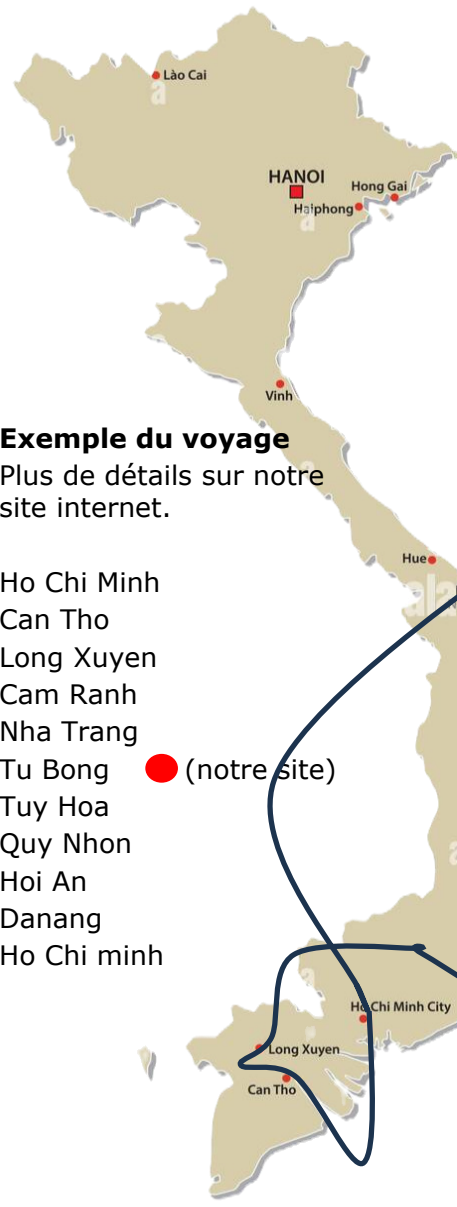 Lào Cai
HANOI
Hong Gai
Haiphong
Vinh
Exemple du voyage
Plus de détails sur notre
site internet.
Hue
Ho Chi Minh
Can Tho
Long Xuyen
Cam Ranh
Nha Trang
Tu Bong (notre site)
Tuy Hoa
Quy Nhon
Hoi An
Danang
Ho Chi minh
Ho Chi Minh City
Long Xuyen
Can Tho
a
a
ala
a
a